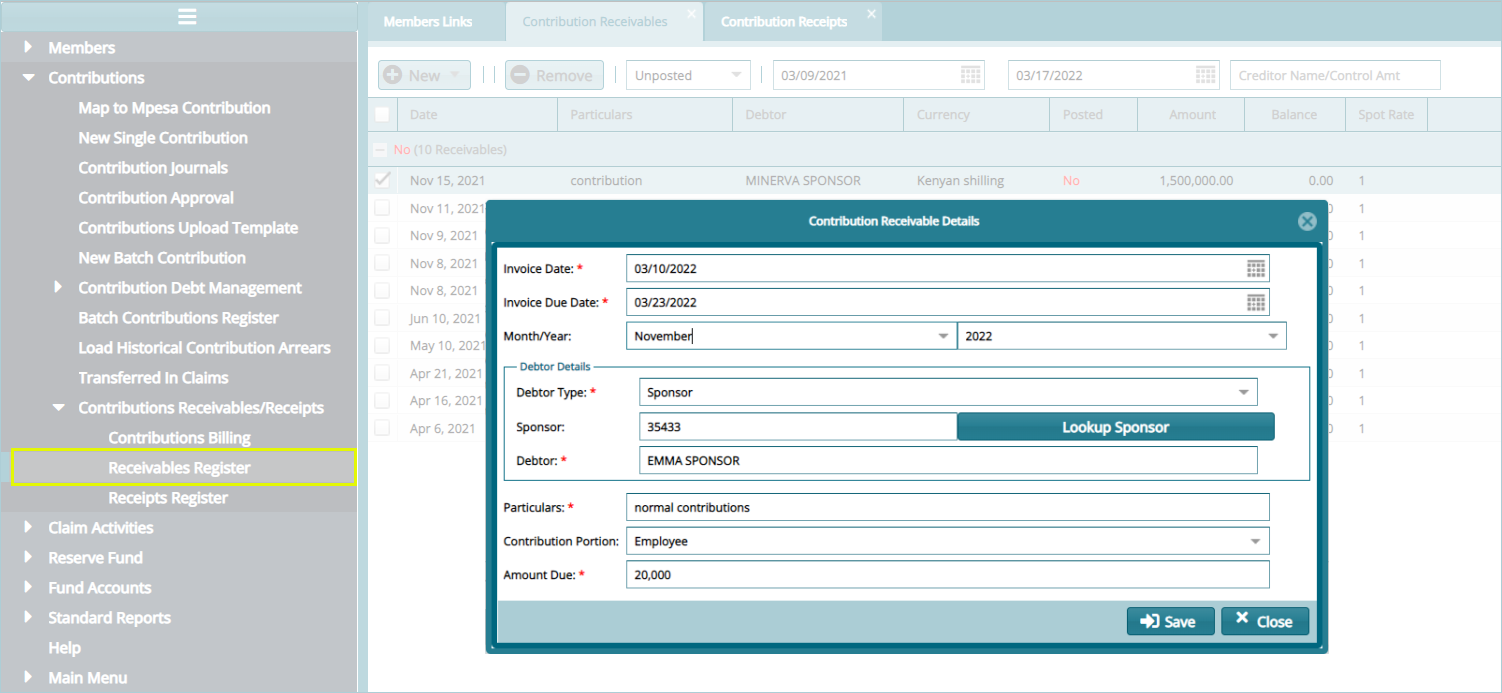 Members
Contributions
Map to Mpesa Contribution
New Single Contribution
Contribution Journals
Contribution Approval
Contributions Upload Template
New Batch Contribution
Contribution Debt Management
Batch Contributions Register
Load Historical Contribution Arrears
Transferred In Claims
Contributions Receivables/Receipts
Contributions Billing
Receivables Register
Receipts Register
Claim Activities
Reserve Fund
Fund Accounts
Standard Reports
Help
Main Menu
Members Links Contribution Receivables Contribution Receipts
New Remove Unposted 03/09/2021 03/17/2022 Creditor Name/Control Amt
Date Particulars Debtor Currency Posted Amount Balance Spot Rate
No (10 Receivables)
Nov 15, 2021 contribution MINERVA SPONSOR Kenyan shilling No 1,500,000.00 0.00 1
Nov 11, 2021 0 1
Nov 9, 2021 0 1
Nov 8, 2021 0 1
Nov 8, 2021 0 1
Jun 10, 2021 0 1
May 10, 2021 0 1
Apr 21, 2021 0 1
Apr 16, 2021 0 1
Apr 6, 2021 0 1
Contribution Receivable Details
Invoice Date: * 03/10/2022
Invoice Due Date: * 03/23/2022
Month/Year: November 2022
Debtor Details
Debtor Type: * Sponsor
Sponsor: 35433 Lookup Sponsor
Debtor: * EMMA SPONSOR
Particulars: * normal contributions
Contribution Portion: Employee
Amount Due: * 20,000
Save Close